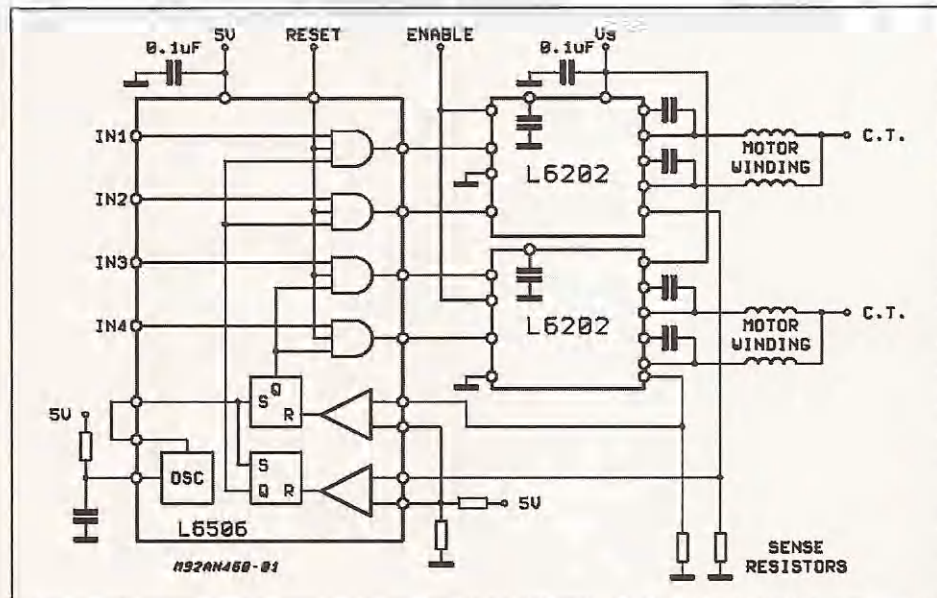 5V RESET ENABLE Vs
0.1uF 0.1uF
IN1
IN2
IN3
IN4
L6202
MOTOR
WINDING
C.T.
L6202
MOTOR
WINDING
C.T.
Q
S
R
S
Q
R
5V
OSC
L6506
5V
SENSE
RESISTORS
M92AN460-01